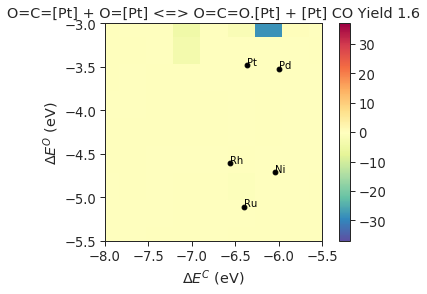 O=C=[Pt] + O=[Pt] <=> O=C=O.[Pt] + [Pt] CO Yield 1.6
−3.0
−3.5
−4.0
−4.5
−5.0
−5.5
ΔE^O (eV)
Pt
Pd
Rh
Ni
Ru
−8.0 −7.5 −7.0 −6.5 −6.0 −5.5
ΔE^C (eV)
30
20
10
0
−10
−20
−30